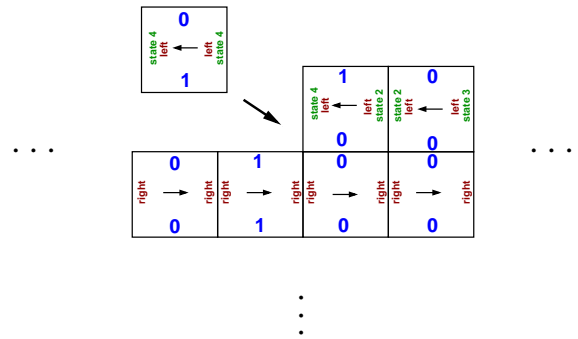 0
state 4 left left state 4
1
1 0
state 4 left left state 2 state 2 left left state 3
0 0
. . . . . .
0 1 0 0
right right right right right right right right
0 1 0 0
.
.
.